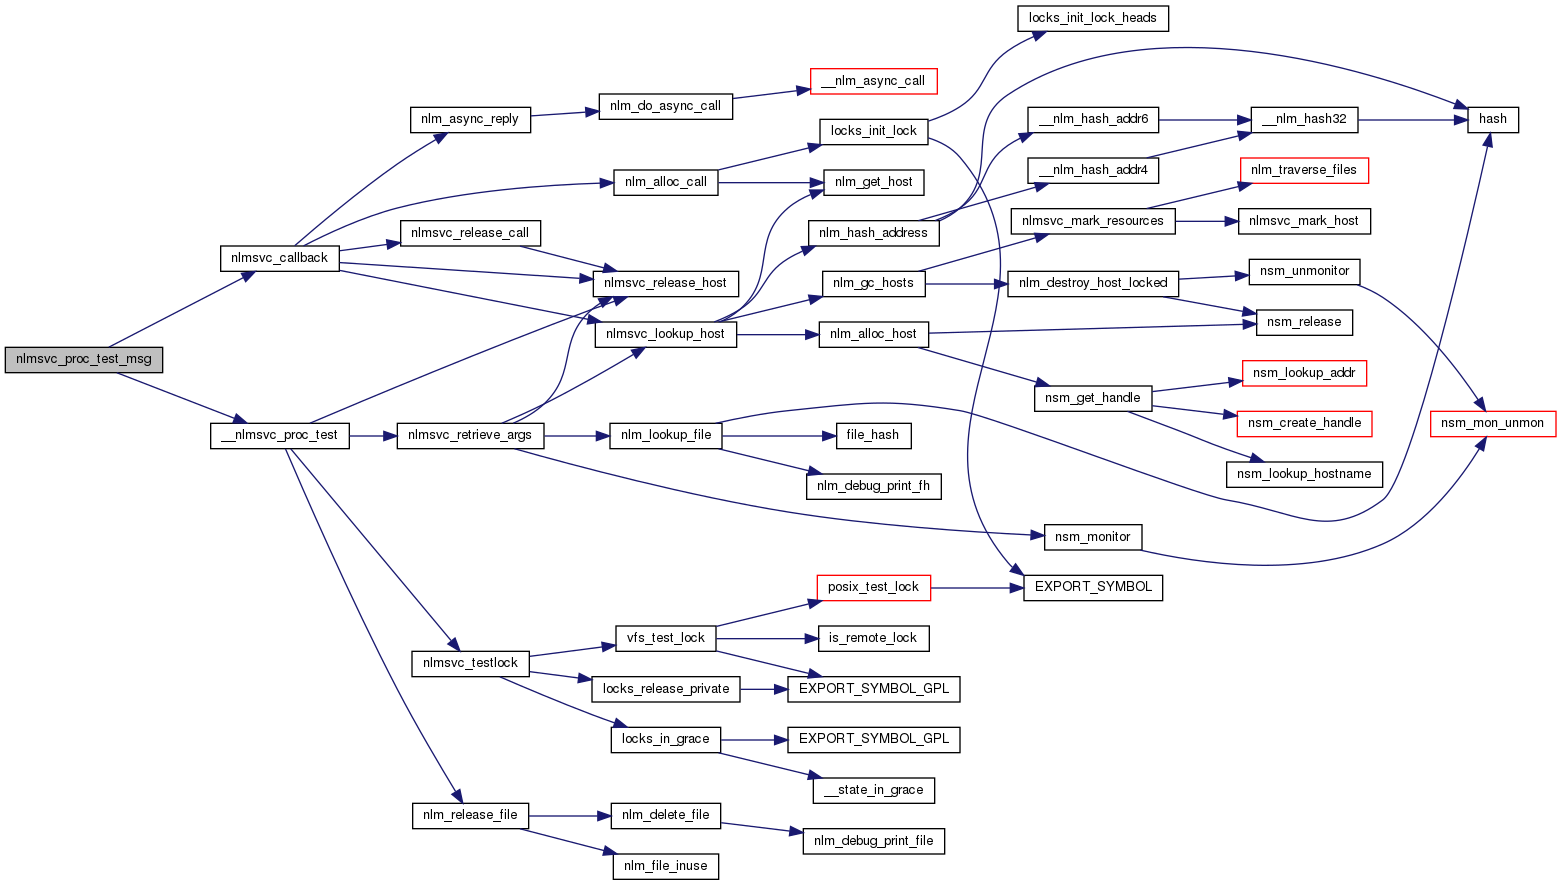 locks_init_lock_heads
__nlm_async_call
nlm_do_async_call
nlm_async_reply
__nlm_hash_addr6
__nlm_hash32
hash
locks_init_lock
__nlm_hash_addr4
nlm_traverse_files
nlm_alloc_call
nlm_get_host
nlmsvc_mark_resources
nlmsvc_mark_host
nlmsvc_release_call
nlm_hash_address
nlmsvc_callback
nsm_unmonitor
nlmsvc_release_host
nlm_gc_hosts
nlm_destroy_host_locked
nsm_release
nlmsvc_lookup_host
nlm_alloc_host
nlmsvc_proc_test_msg
nsm_lookup_addr
nsm_get_handle
nsm_create_handle
nsm_mon_unmon
__nlmsvc_proc_test
nlmsvc_retrieve_args
nlm_lookup_file
file_hash
nsm_lookup_hostname
nlm_debug_print_fh
nsm_monitor
posix_test_lock
EXPORT_SYMBOL
vfs_test_lock
is_remote_lock
nlmsvc_testlock
locks_release_private
EXPORT_SYMBOL_GPL
locks_in_grace
EXPORT_SYMBOL_GPL
__state_in_grace
nlm_release_file
nlm_delete_file
nlm_debug_print_file
nlm_file_inuse